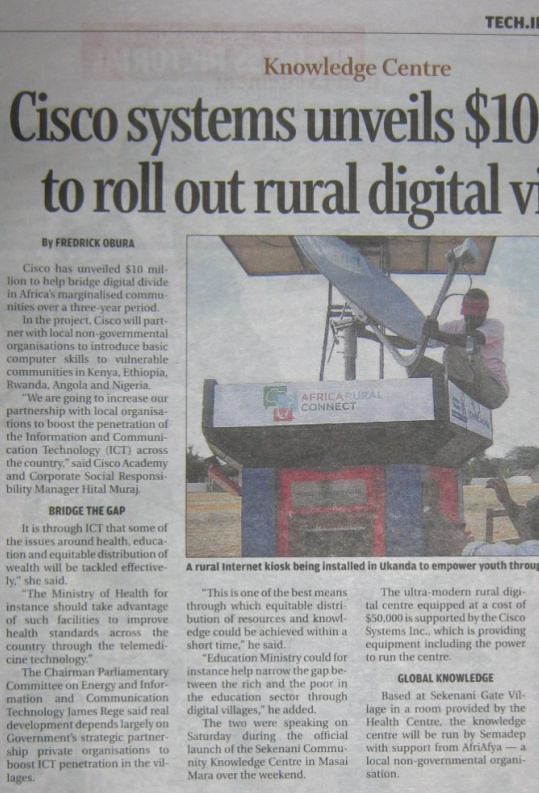 TECH.I
Knowledge Centre
Cisco systems unveils $10
to roll out rural digital vi
By FREDRICK OBURA
Cisco has unveiled $10 mil-
lion to help bridge digital divide
in Africa's marginalised commu-
nities over a three-year period.
In the project, Cisco will part-
ner with local non-governmental
organisations to introduce basic
computer skills to vulnerable
communities in Kenya, Ethiopia,
Rwanda, Angola and Nigeria.
"We are going to increase our
partnership with local organisa-
tions to boost the penetration of
the Information and Communi-
cation Technology (ICT) across
the country," said Cisco Academy
and Corporate Social Responsi-
bility Manager Hital Muraj.
BRIDGE THE GAP
It is through ICT that some of
the issues around health, educa-
tion and equitable distribution of
wealth will be tackled effective-
ly," she said.
"The Ministry of Health for
instance should take advantage
of such facilities to improve
health standards across the
country through the telemedi-
cine technology."
The Chairman Parliamentary
Committee on Energy and Infor-
mation and Communication
Technology James Rege said real
development depends largely on
Government's strategic partner-
ship private organisations to
boost ICT penetration in the vil-
lages.
AFRICA RURAL
CONNECT
A rural Internet kiosk being installed in Ukanda to empower youth throug
"This is one of the best means
through which equitable distri-
bution of resources and knowl-
edge could be achieved within a
short time," he said.
"Education Ministry could for
instance help narrow the gap be-
tween the rich and the poor in
the education sector through
digital villages," he added.
The two were speaking on
Saturday during the official
launch of the Sekenani Commu-
nity Knowledge Centre in Masai
Mara over the weekend.
The ultra-modern rural digi-
tal centre equipped at a cost of
$50,000 is supported by the Cisco
Systems Inc., which is providing
equipment including the power
to run the centre.
GLOBAL KNOWLEDGE
Based at Sekenani Gate Vil-
lage in a room provided by the
Health Centre, the knowledge
centre will be run by Semadep
with support from AfriAfya — a
local non-governmental organi-
sation.